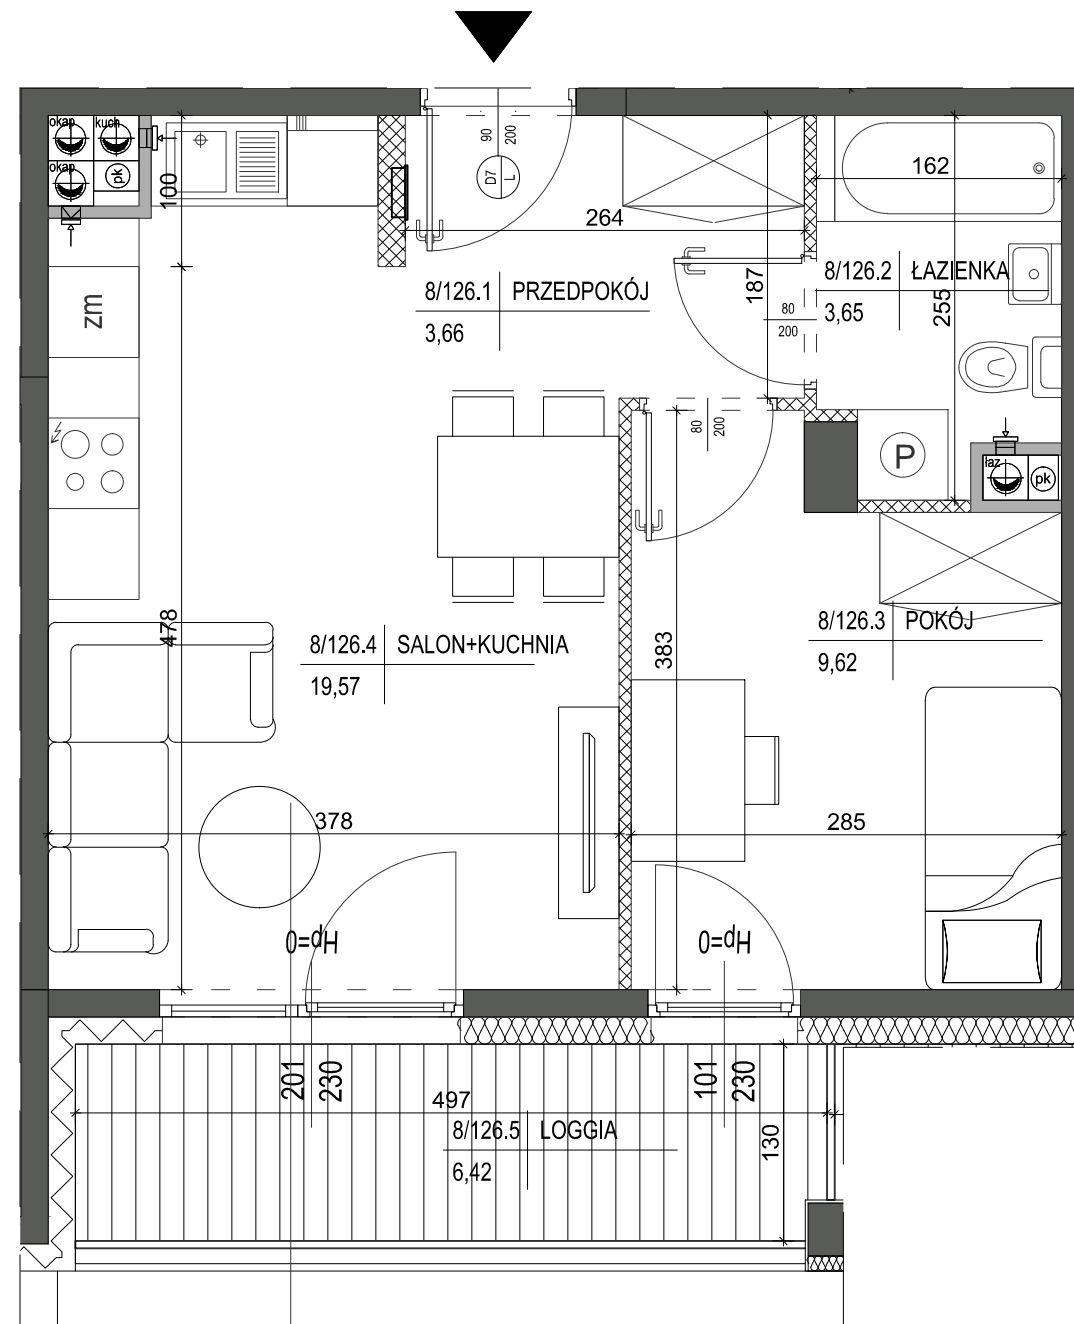 okap
kuch
okap
pk
100
90
200
D7
L
264
162
8/126.1 PRZEDPOKÓJ
3,66
187
8/126.2 ŁAZIENKA
3,65
255
80
200
zm
80
200
P
łaz
pk
478
8/126.4 SALON+KUCHNIA
19,57
383
8/126.3 POKÓJ
9,62
378
285
Hp=0
Hp=0
201
230
101
230
497
8/126.5 LOGGIA
6,42
130